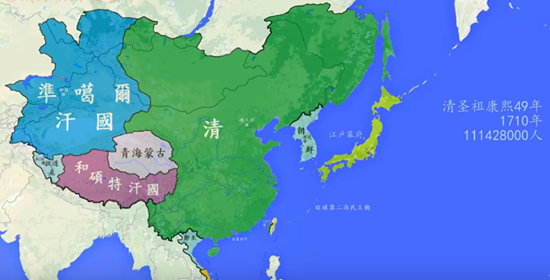 準噶爾
汗國
清
青海蒙古
和碩特汗國
朝鮮
江戶幕府
清圣祖康熙49年
1710年
111428000人
琉球第二尚氏王朝